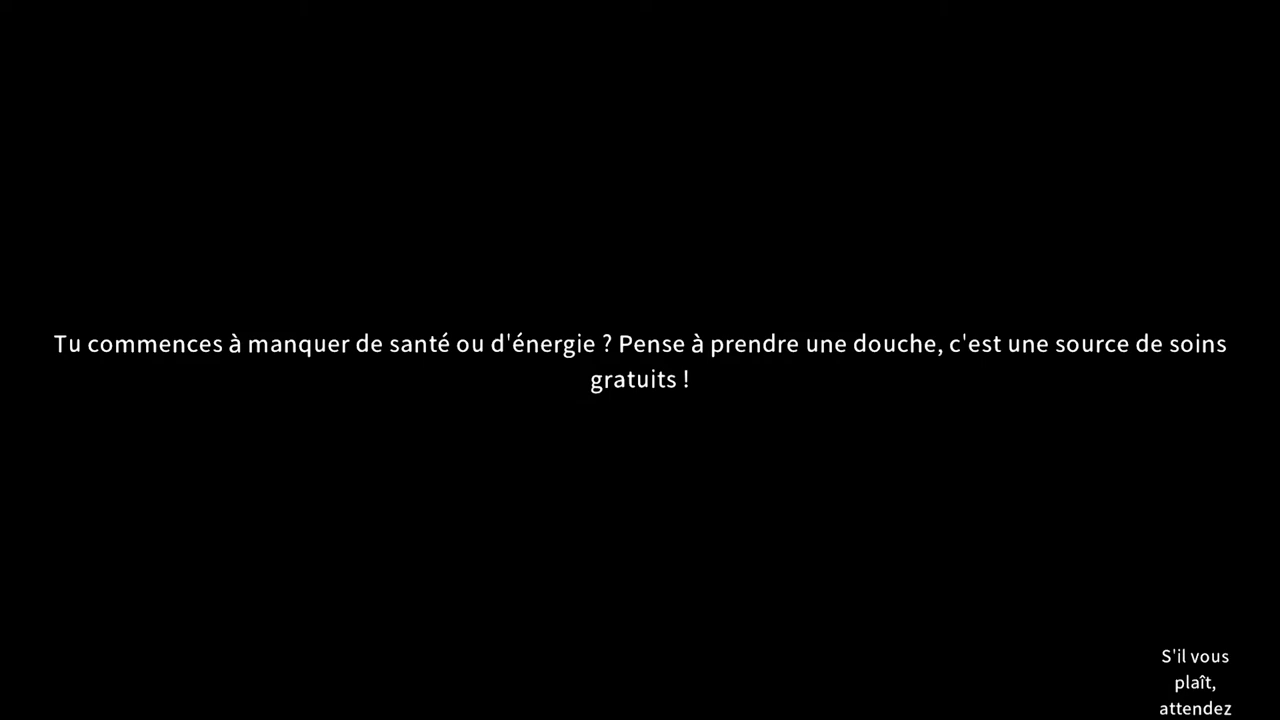 Tu commences à manquer de santé ou d'énergie ? Pense à prendre une douche, c'est une source de soins
gratuits !
S'il vous
plaît,
attendez